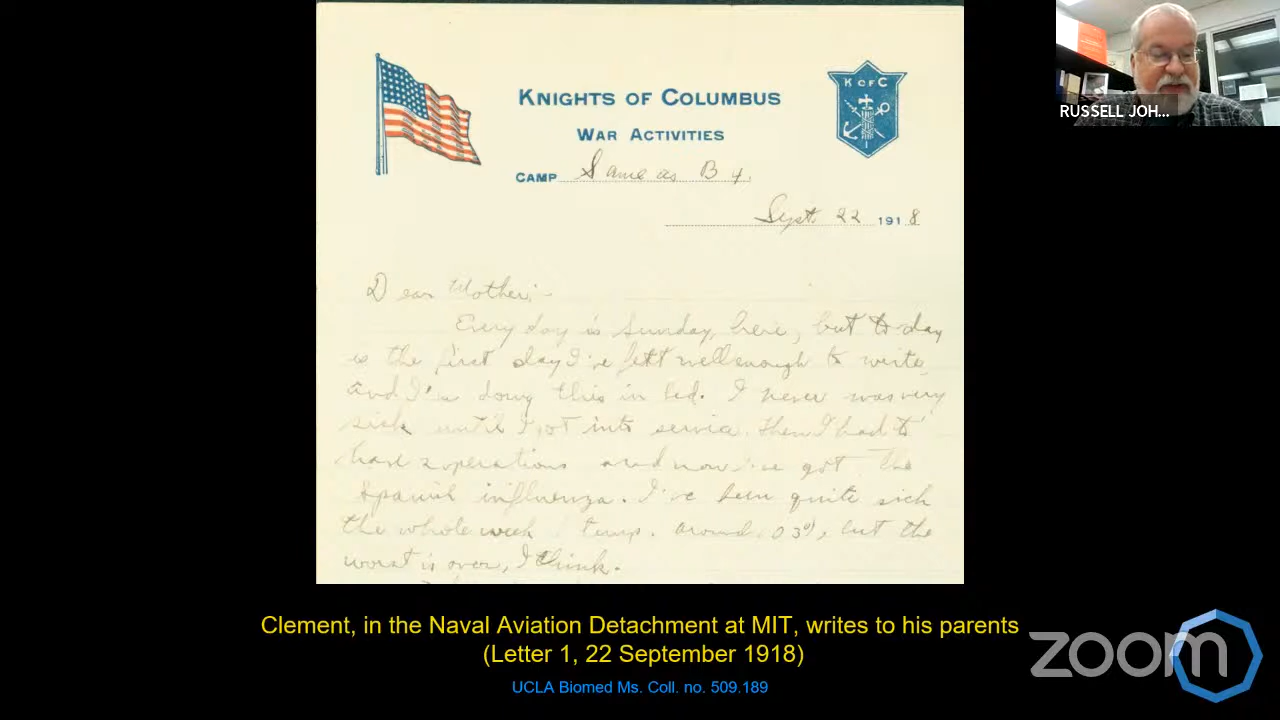 KNIGHTS OF COLUMBUS
K OF C
WAR ACTIVITIES
CAMP Same as B4.
Sept. 22 1918
Dear Mother:-
Every day is Sunday, here, but to-day
is the first day I've felt well enough to write,
and I'm doing this in bed. I never was very
sick until I got into service. Then I had to
have 2 operations and now I've got the
Spanish influenza. I've been quite sick
the whole week temp. around 103°), but the
worst is over, I think.
RUSSELL JOH...
Clement, in the Naval Aviation Detachment at MIT, writes to his parents
(Letter 1, 22 September 1918)
UCLA Biomed Ms. Coll. no. 509.189
zoom